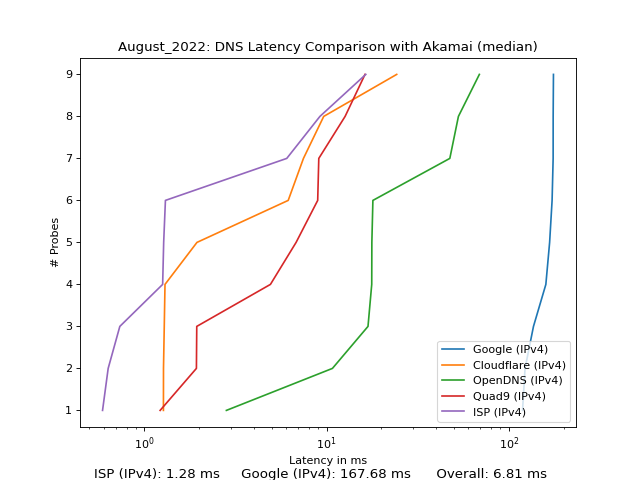 August_2022: DNS Latency Comparison with Akamai (median)
9
8
7
6
5
4
3
2
1
# Probes
Google (IPv4)
Cloudflare (IPv4)
OpenDNS (IPv4)
Quad9 (IPv4)
ISP (IPv4)
10⁰ 10¹ 10²
Latency in ms
ISP (IPv4): 1.28 ms Google (IPv4): 167.68 ms Overall: 6.81 ms